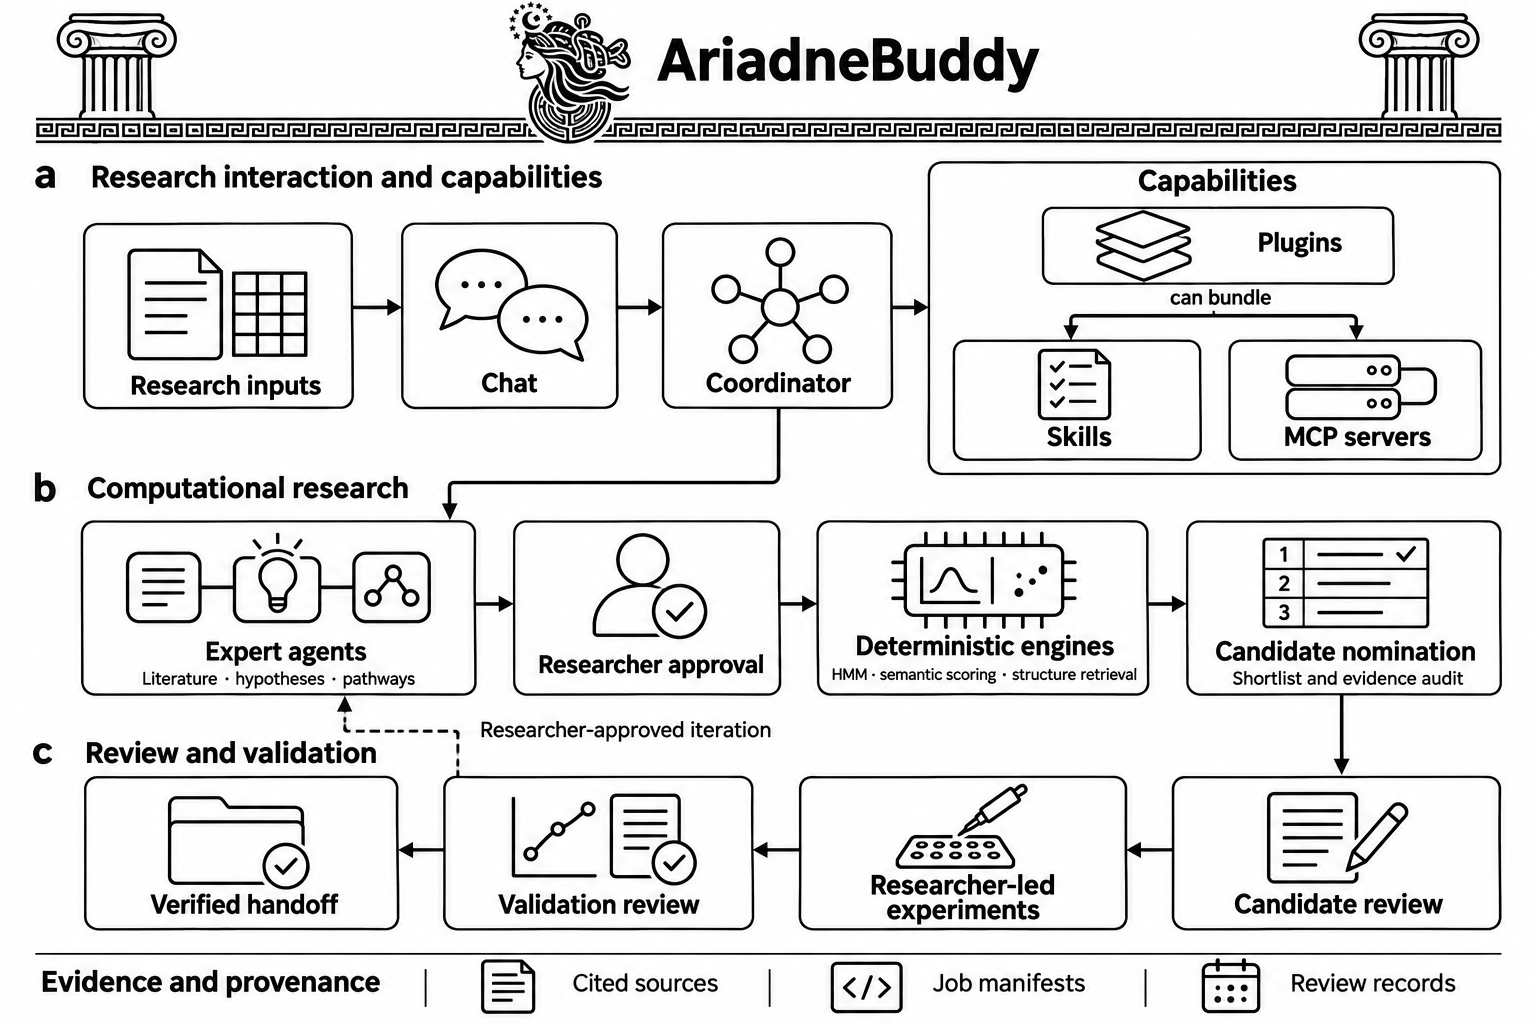 AriadneBuddy
a Research interaction and capabilities
Research inputs
Chat
Coordinator
Capabilities
Plugins
can bundle
Skills
MCP servers
b Computational research
Expert agents
Literature · hypotheses · pathways
Researcher approval
Deterministic engines
HMM · semantic scoring · structure retrieval
1
2
3
Candidate nomination
Shortlist and evidence audit
Researcher-approved iteration
c Review and validation
Verified handoff
Validation review
Researcher-led
experiments
Candidate review
Evidence and provenance
Cited sources
</> Job manifests
Review records